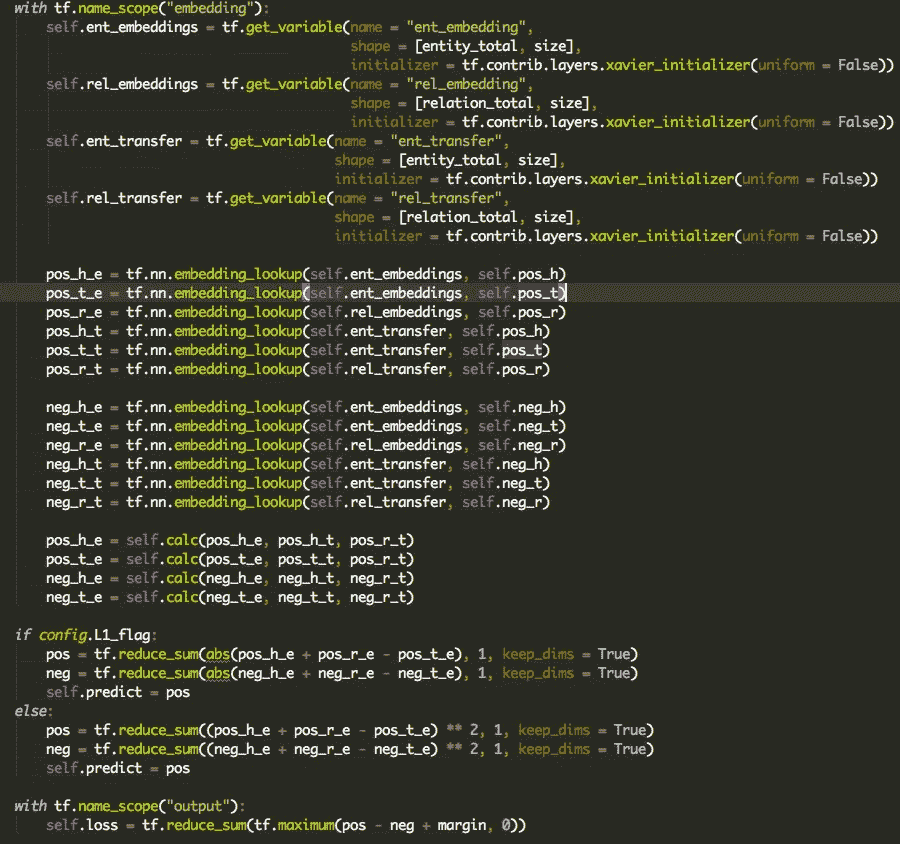 with tf.name_scope("embedding"):
    self.ent_embeddings = tf.get_variable(name = "ent_embedding",
                                          shape = [entity_total, size],
                                          initializer = tf.contrib.layers.xavier_initializer(uniform = False))
    self.rel_embeddings = tf.get_variable(name = "rel_embedding",
                                          shape = [relation_total, size],
                                          initializer = tf.contrib.layers.xavier_initializer(uniform = False))
    self.ent_transfer = tf.get_variable(name = "ent_transfer",
                                        shape = [entity_total, size],
                                        initializer = tf.contrib.layers.xavier_initializer(uniform = False))
    self.rel_transfer = tf.get_variable(name = "rel_transfer",
                                        shape = [relation_total, size],
                                        initializer = tf.contrib.layers.xavier_initializer(uniform = False))

    pos_h_e = tf.nn.embedding_lookup(self.ent_embeddings, self.pos_h)
    pos_t_e = tf.nn.embedding_lookup(self.ent_embeddings, self.pos_t)
    pos_r_e = tf.nn.embedding_lookup(self.rel_embeddings, self.pos_r)
    pos_h_t = tf.nn.embedding_lookup(self.ent_transfer, self.pos_h)
    pos_t_t = tf.nn.embedding_lookup(self.ent_transfer, self.pos_t)
    pos_r_t = tf.nn.embedding_lookup(self.rel_transfer, self.pos_r)

    neg_h_e = tf.nn.embedding_lookup(self.ent_embeddings, self.neg_h)
    neg_t_e = tf.nn.embedding_lookup(self.ent_embeddings, self.neg_t)
    neg_r_e = tf.nn.embedding_lookup(self.rel_embeddings, self.neg_r)
    neg_h_t = tf.nn.embedding_lookup(self.ent_transfer, self.neg_h)
    neg_t_t = tf.nn.embedding_lookup(self.ent_transfer, self.neg_t)
    neg_r_t = tf.nn.embedding_lookup(self.rel_transfer, self.neg_r)

    pos_h_e = self.calc(pos_h_e, pos_h_t, pos_r_t)
    pos_t_e = self.calc(pos_t_e, pos_t_t, pos_r_t)
    neg_h_e = self.calc(neg_h_e, neg_h_t, neg_r_t)
    neg_t_e = self.calc(neg_t_e, neg_t_t, neg_r_t)

if config.L1_flag:
    pos = tf.reduce_sum(abs(pos_h_e + pos_r_e - pos_t_e), 1, keep_dims = True)
    neg = tf.reduce_sum(abs(neg_h_e + neg_r_e - neg_t_e), 1, keep_dims = True)
    self.predict = pos
else:
    pos = tf.reduce_sum((pos_h_e + pos_r_e - pos_t_e) ** 2, 1, keep_dims = True)
    neg = tf.reduce_sum((neg_h_e + neg_r_e - neg_t_e) ** 2, 1, keep_dims = True)
    self.predict = pos

with tf.name_scope("output"):
    self.loss = tf.reduce_sum(tf.maximum(pos - neg + margin, 0))